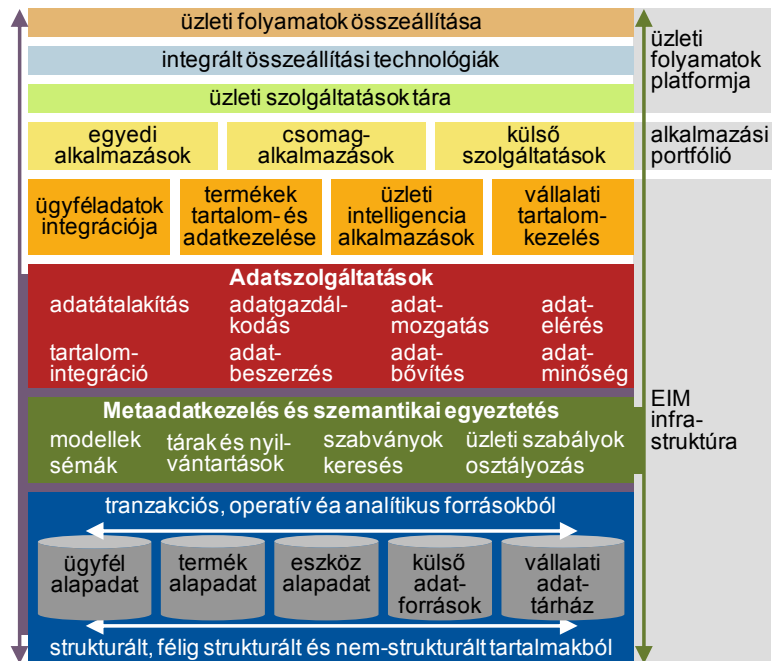 üzleti folyamatok összeállítása
integrált összeállítási technológiák
üzleti szolgáltatások tára
üzleti
folyamatok
platformja
egyedi
alkalmazások
csomag-
alkalmazások
külső
szolgáltatások
alkalmazási
portfólió
ügyféladatok
integrációja
termékek
tartalom- és
adatkezelése
üzleti
intelligencia
alkalmazások
vállalati
tartalom-
kezelés
Adatszolgáltatások
adatátalakítás
adatgazdál-
kodás
adat-
mozgatás
adat-
elérés
tartalom-
integráció
adat-
beszerzés
adat-
bővítés
adat-
minőség
EIM
infra-
struktúra
Metaadatkezelés és szemantikai egyeztetés
modellek
sémák
tárak és nyil-
vántartások
szabványok
keresés
üzleti szabályok
osztályozás
tranzakciós, operatív éa analítikus forrásokból
ügyfél
alapadat
termék
alapadat
eszköz
alapadat
külső
adat-
források
vállalati
adat-
tárház
strukturált, félig strukturált és nem-strukturált tartalmakból